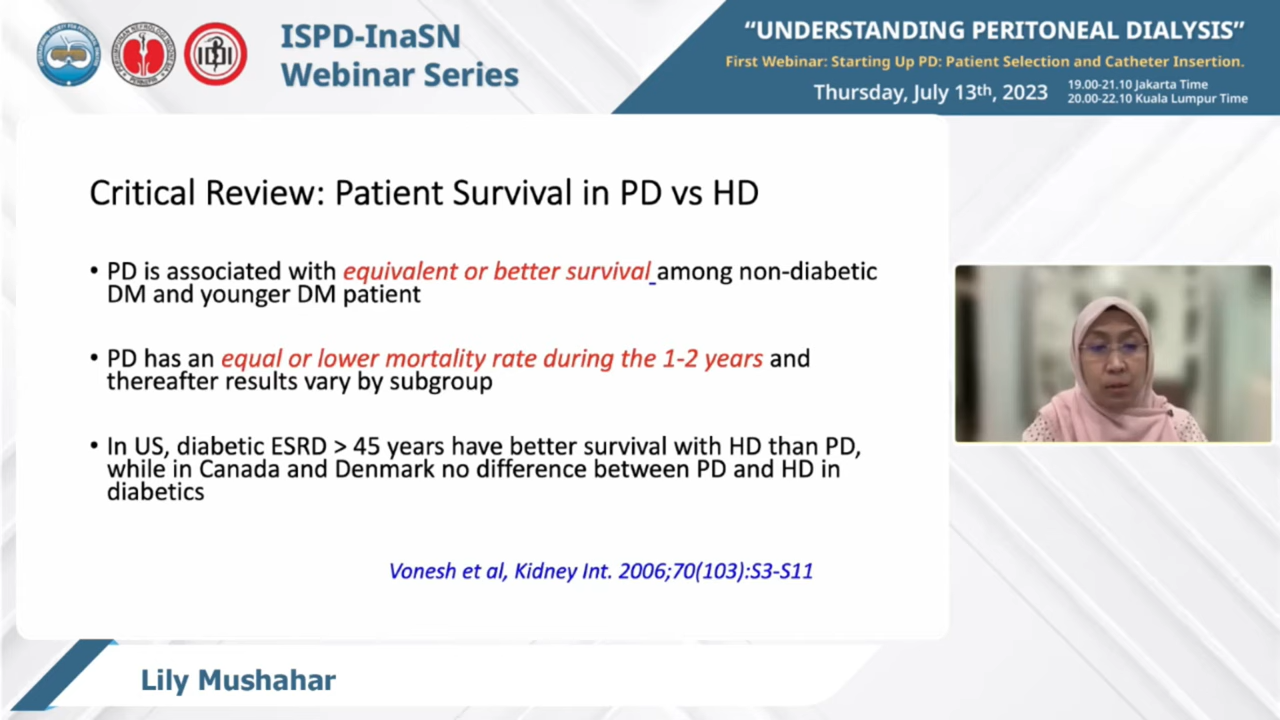 ISPD-InaSN
Webinar Series
“UNDERSTANDING PERITONEAL DIALYSIS”
First Webinar: Starting Up PD: Patient Selection and Catheter Insertion.
Thursday, July 13th, 2023
19.00-21.10 Jakarta Time
20.00-22.10 Kuala Lumpur Time
Critical Review: Patient Survival in PD vs HD
• PD is associated with equivalent or better survival among non-diabetic
DM and younger DM patient
• PD has an equal or lower mortality rate during the 1-2 years and
thereafter results vary by subgroup
• In US, diabetic ESRD > 45 years have better survival with HD than PD,
while in Canada and Denmark no difference between PD and HD in
diabetics
Vonesh et al, Kidney Int. 2006;70(103):S3-S11
Lily Mushahar